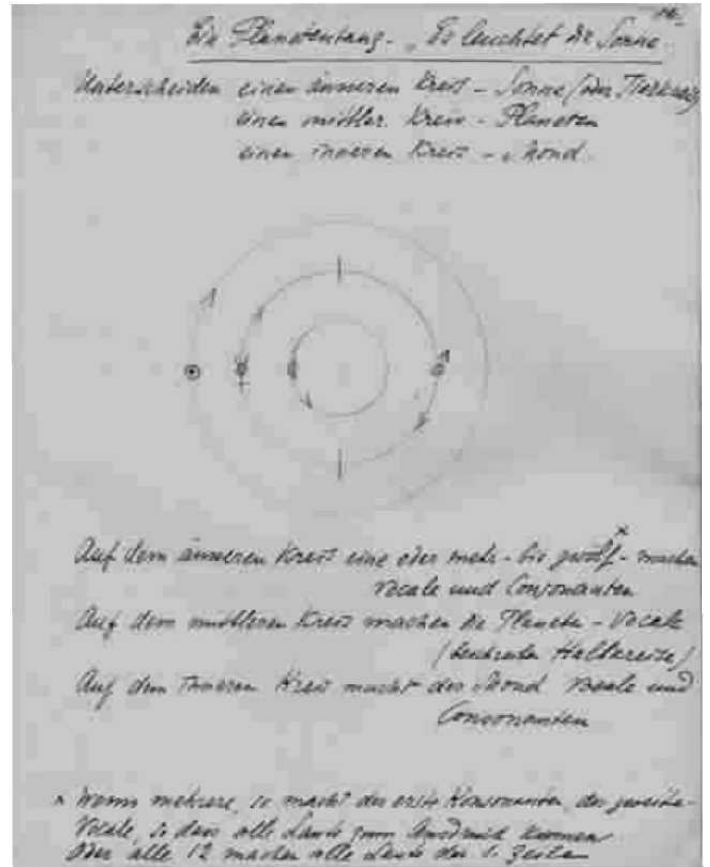 Der Planetentanz - „Es leuchtet die Sonne
Unterscheiden einen äusseren Kreis - Sonne (oder Tierkreis)
einen mittler. Kreis - Planeten
einen inneren Kreis - Mond.
Auf dem äusseren Kreis eine oder mehr - bis zwölf x - machen
Vocale und Consonanten
Auf dem mittleren Kreis machen die Planeten - Vocale
(beschreiben Halbkreise)
Auf dem inneren Kreis macht der Mond Vocale und
Consonanten
x Wenn mehrere, so macht der erste Konsonanten, der zweite -
Vocale, so dass alle Laute zum Ausdruck kommen
Oder alle 12 machen alle Laute der 1. Zeile